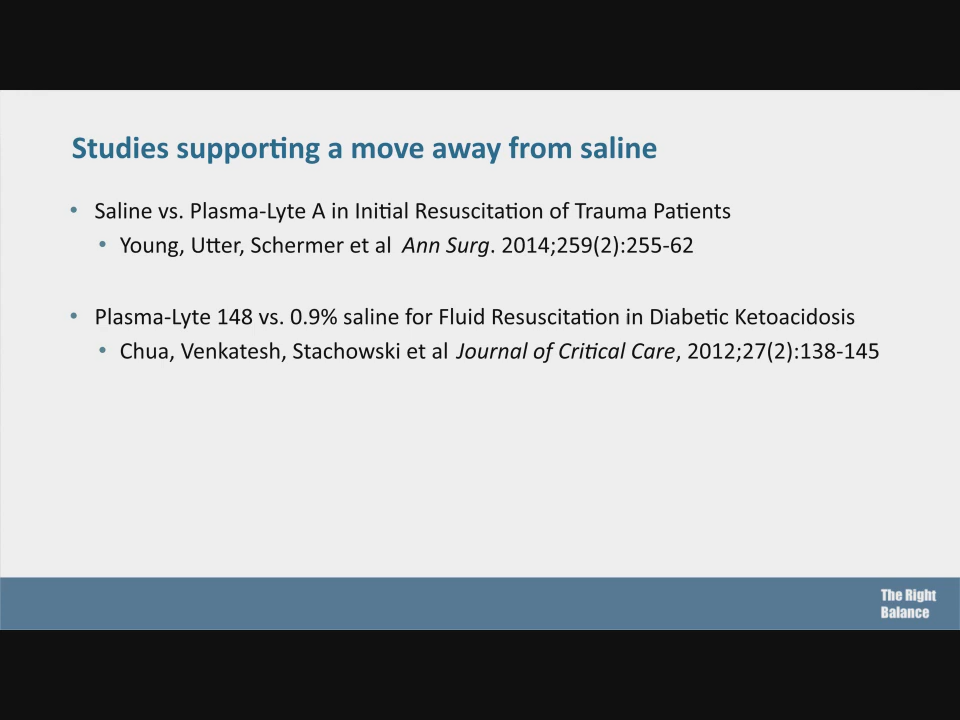 Studies supporting a move away from saline
• Saline vs. Plasma-Lyte A in Initial Resuscitation of Trauma Patients
• Young, Utter, Schermer et al Ann Surg. 2014;259(2):255-62
• Plasma-Lyte 148 vs. 0.9% saline for Fluid Resuscitation in Diabetic Ketoacidosis
• Chua, Venkatesh, Stachowski et al Journal of Critical Care, 2012;27(2):138-145
The Right
Balance